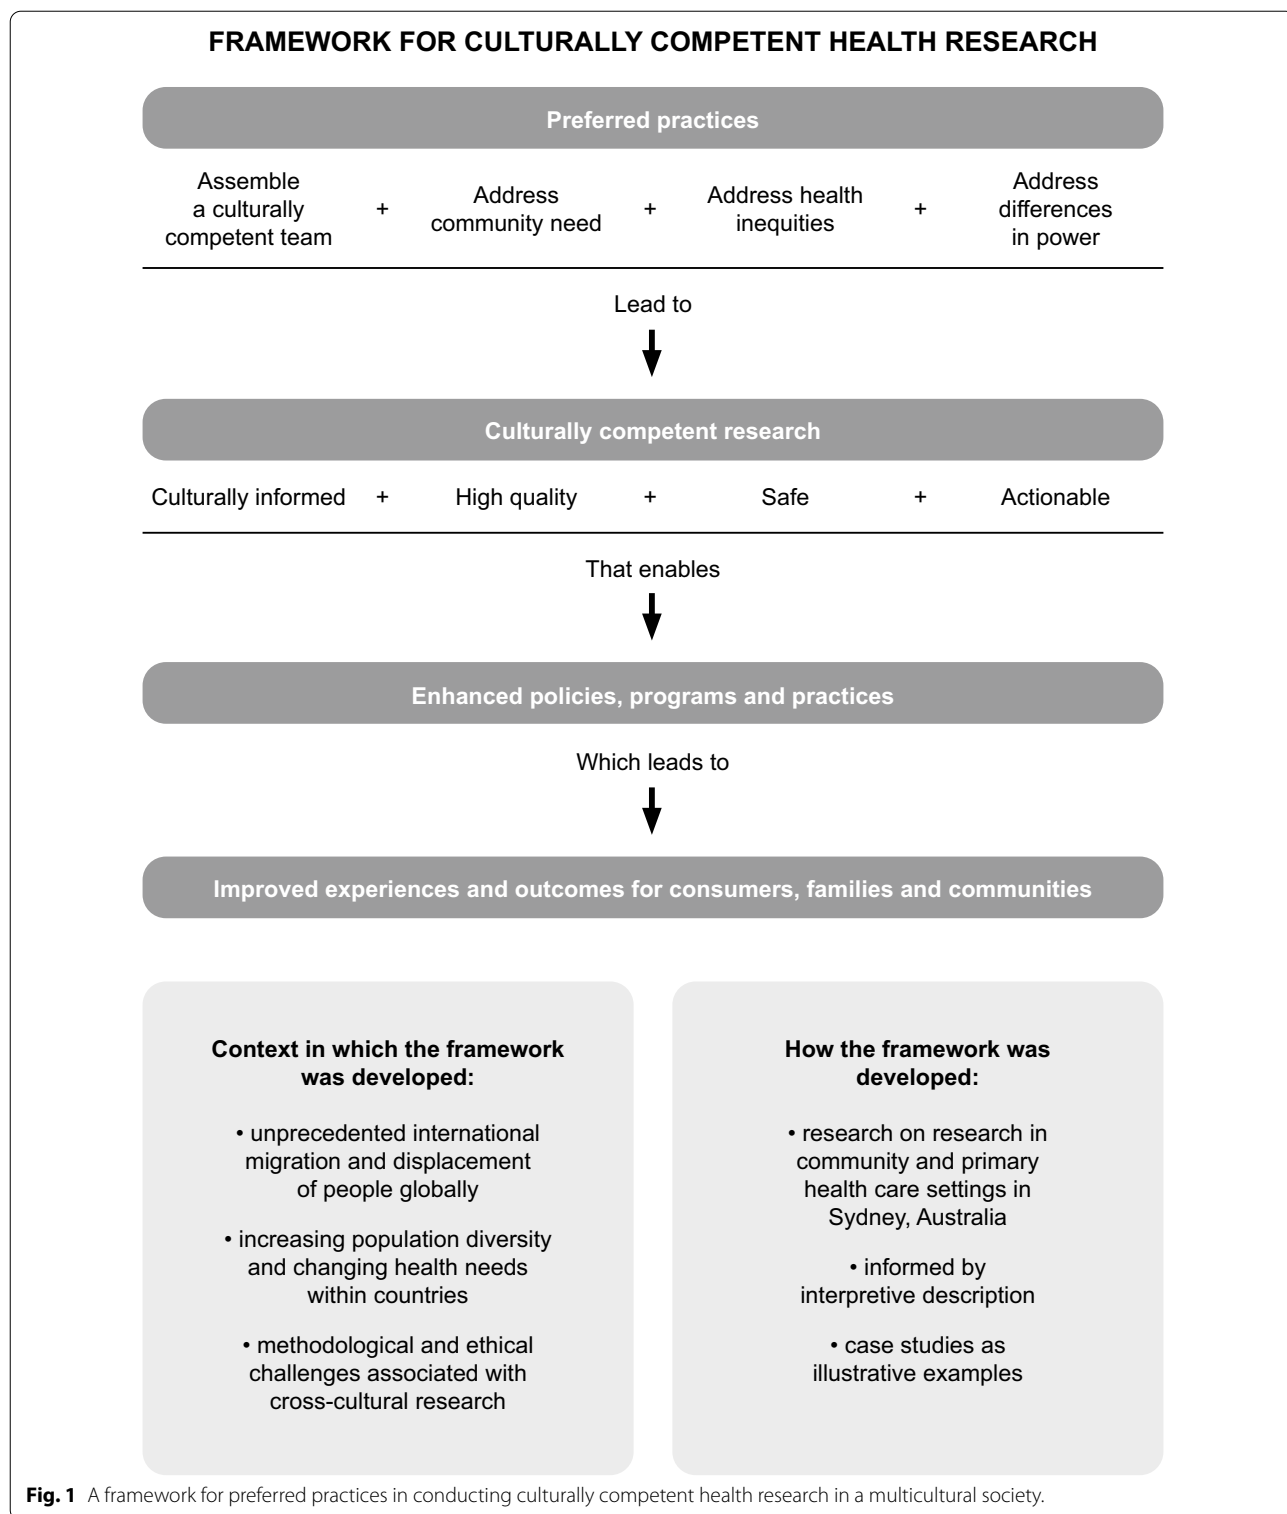 FRAMEWORK FOR CULTURALLY COMPETENT HEALTH RESEARCH
Preferred practices
Assemble
a culturally
competent team
+
Address
community need
+
Address health
inequities
+
Address
differences
in power
Lead to
Culturally competent research
Culturally informed + High quality + Safe + Actionable
That enables
Enhanced policies, programs and practices
Which leads to
Improved experiences and outcomes for consumers, families and communities
Context in which the framework
was developed:
• unprecedented international
migration and displacement
of people globally
• increasing population diversity
and changing health needs
within countries
• methodological and ethical
challenges associated with
cross-cultural research
How the framework was
developed:
• research on research in
community and primary
health care settings in
Sydney, Australia
• informed by
interpretive description
• case studies as
illustrative examples
Fig. 1 A framework for preferred practices in conducting culturally competent health research in a multicultural society.